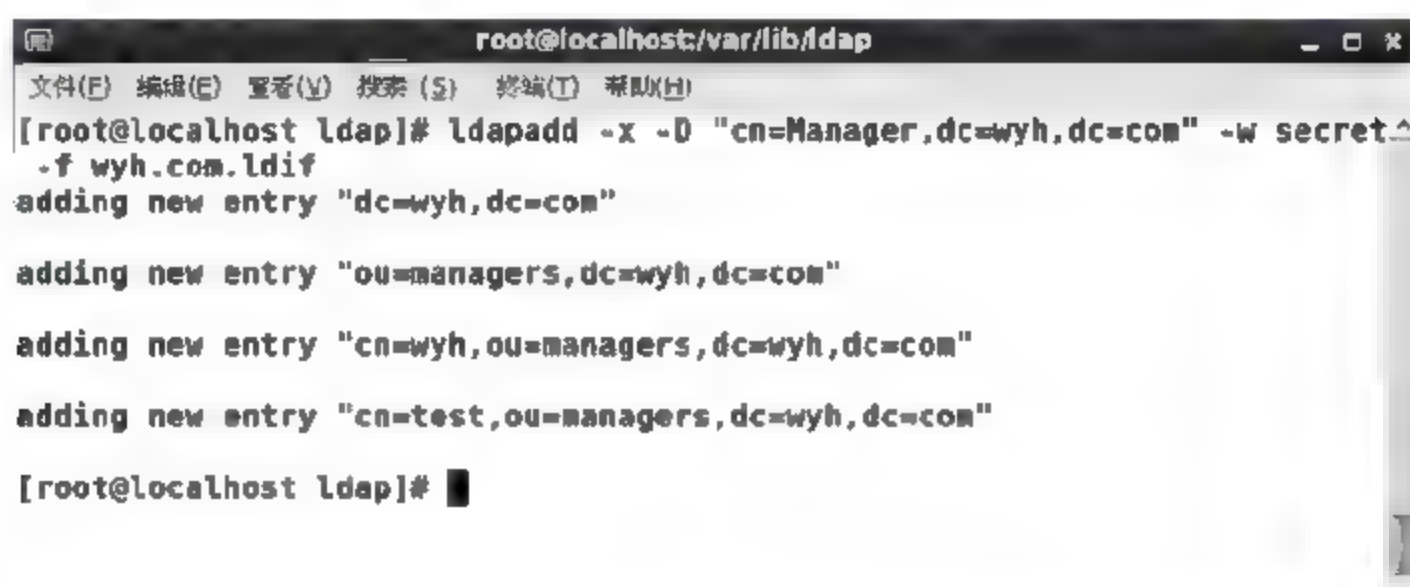 root@localhost:/var/lib/ldap
文件(F) 编辑(E) 查看(V) 搜索 (S) 终端(T) 帮助(H)
[root@localhost ldap]# ldapadd -x -D "cn=Manager,dc=wyh,dc=com" -w secret
-f wyh.com.ldif
adding new entry "dc=wyh,dc=com"
adding new entry "ou=managers,dc=wyh,dc=com"
adding new entry "cn=wyh,ou=managers,dc=wyh,dc=com"
adding new entry "cn=test,ou=managers,dc=wyh,dc=com"
[root@localhost ldap]#